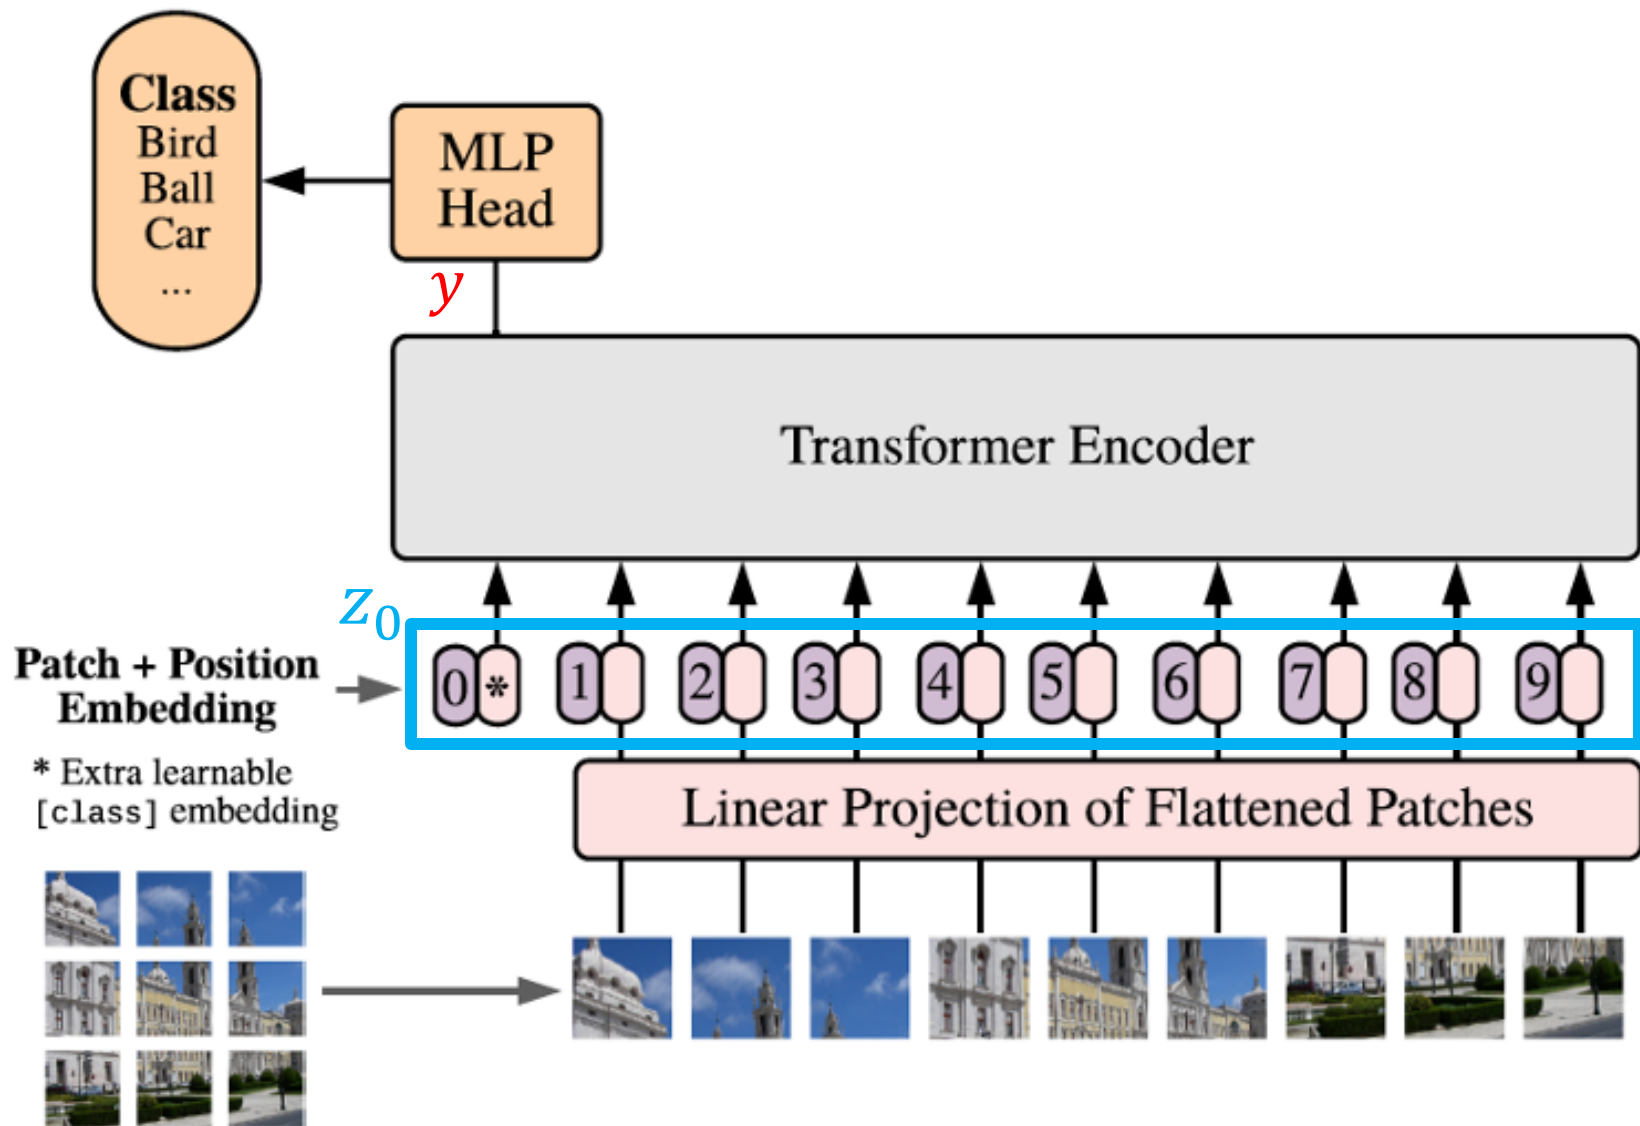 Class
Bird
Ball
Car
...
MLP
Head
y
Transformer Encoder
z₀
Patch + Position
Embedding
0 * 1 2 3 4 5 6 7 8 9
* Extra learnable
[class] embedding
Linear Projection of Flattened Patches